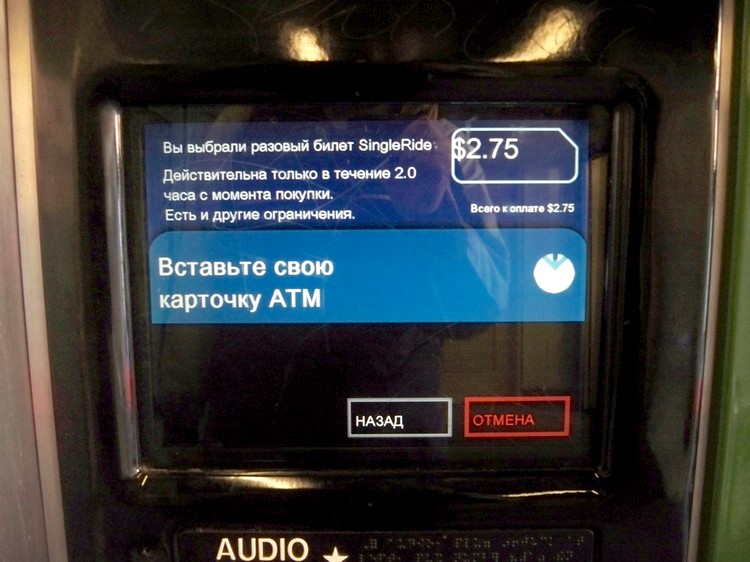 Вы выбрали разовый билет SingleRide
$2.75
Действительна только в течение 2.0
часа с момента покупки.
Есть и другие ограничения.
Всего к оплате $2.75
Вставьте свою
карточку АТМ
НАЗАД
ОТМЕНА
AUDIO